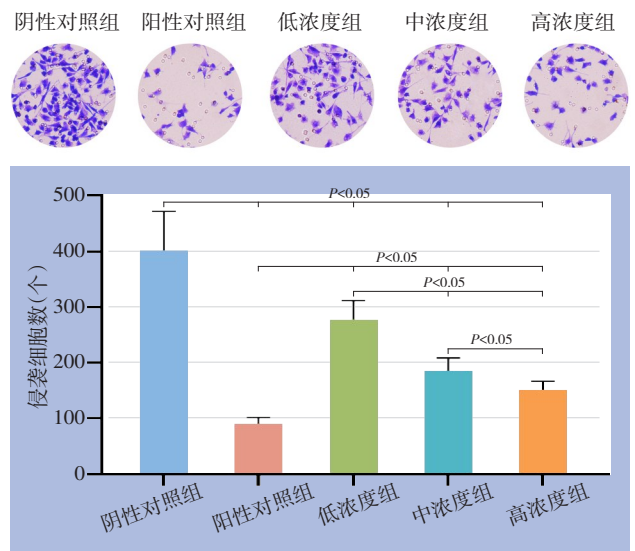 阴性对照组 阳性对照组 低浓度组 中浓度组 高浓度组
侵袭细胞数(个)
500
400
300
200
100
0
P<0.05
P<0.05
P<0.05
P<0.05
阴性对照组 阳性对照组 低浓度组 中浓度组 高浓度组